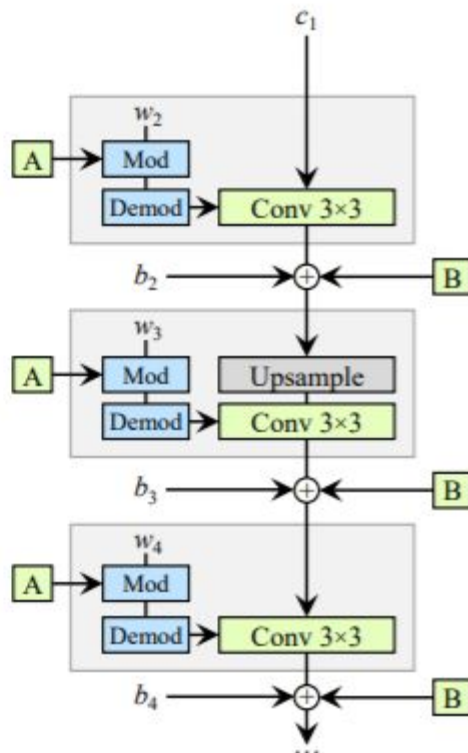 c₁
w₂
A Mod
Demod Conv 3×3
b₂ + B
w₃
A Mod Upsample
Demod Conv 3×3
b₃ + B
w₄
A Mod
Demod Conv 3×3
b₄ + B
...